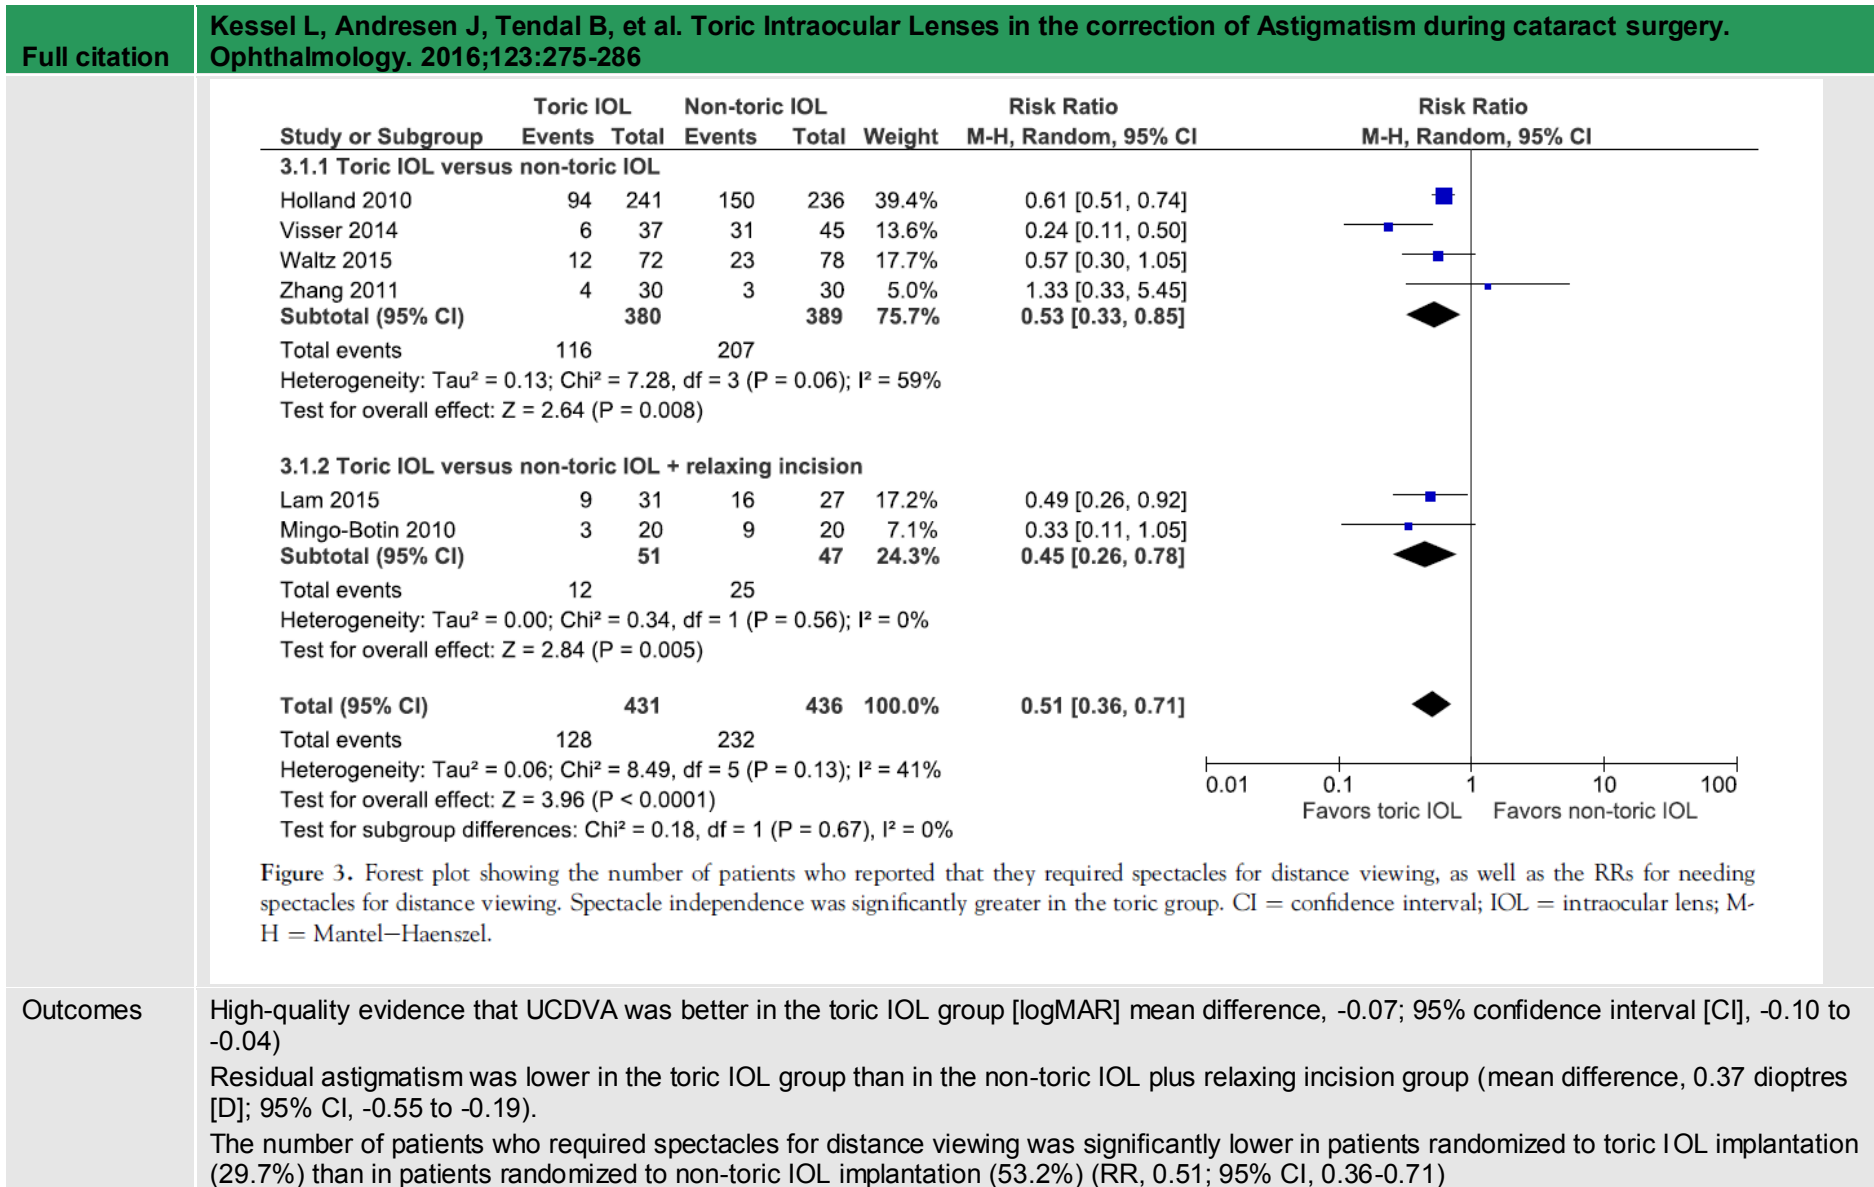 Full citation
Kessel L, Andresen J, Tendal B, et al. Toric Intraocular Lenses in the correction of Astigmatism during cataract surgery.
Ophthalmology. 2016;123:275-286
Toric IOL Non-toric IOL Risk Ratio Risk Ratio
Study or Subgroup Events Total Events Total Weight M-H, Random, 95% CI M-H, Random, 95% CI
3.1.1 Toric IOL versus non-toric IOL
Holland 2010 94 241 150 236 39.4% 0.61 [0.51, 0.74]
Visser 2014 6 37 31 45 13.6% 0.24 [0.11, 0.50]
Waltz 2015 12 72 23 78 17.7% 0.57 [0.30, 1.05]
Zhang 2011 4 30 3 30 5.0% 1.33 [0.33, 5.45]
Subtotal (95% CI) 380 389 75.7% 0.53 [0.33, 0.85]
Total events 116 207
Heterogeneity: Tau² = 0.13; Chi² = 7.28, df = 3 (P = 0.06); I² = 59%
Test for overall effect: Z = 2.64 (P = 0.008)
3.1.2 Toric IOL versus non-toric IOL + relaxing incision
Lam 2015 9 31 16 27 17.2% 0.49 [0.26, 0.92]
Mingo-Botin 2010 3 20 9 20 7.1% 0.33 [0.11, 1.05]
Subtotal (95% CI) 51 47 24.3% 0.45 [0.26, 0.78]
Total events 12 25
Heterogeneity: Tau² = 0.00; Chi² = 0.34, df = 1 (P = 0.56); I² = 0%
Test for overall effect: Z = 2.84 (P = 0.005)
Total (95% CI) 431 436 100.0% 0.51 [0.36, 0.71]
Total events 128 232
Heterogeneity: Tau² = 0.06; Chi² = 8.49, df = 5 (P = 0.13); I² = 41%
Test for overall effect: Z = 3.96 (P < 0.0001)
Test for subgroup differences: Chi² = 0.18, df = 1 (P = 0.67), I² = 0%
0.01 0.1 1 10 100
Favors toric IOL Favors non-toric IOL
Figure 3. Forest plot showing the number of patients who reported that they required spectacles for distance viewing, as well as the RRs for needing
spectacles for distance viewing. Spectacle independence was significantly greater in the toric group. CI = confidence interval; IOL = intraocular lens; M-
H = Mantel–Haenszel.
Outcomes
High-quality evidence that UCDVA was better in the toric IOL group [logMAR] mean difference, -0.07; 95% confidence interval [CI], -0.10 to
-0.04)
Residual astigmatism was lower in the toric IOL group than in the non-toric IOL plus relaxing incision group (mean difference, 0.37 dioptres
[D]; 95% CI, -0.55 to -0.19).
The number of patients who required spectacles for distance viewing was significantly lower in patients randomized to toric IOL implantation
(29.7%) than in patients randomized to non-toric IOL implantation (53.2%) (RR, 0.51; 95% CI, 0.36-0.71)